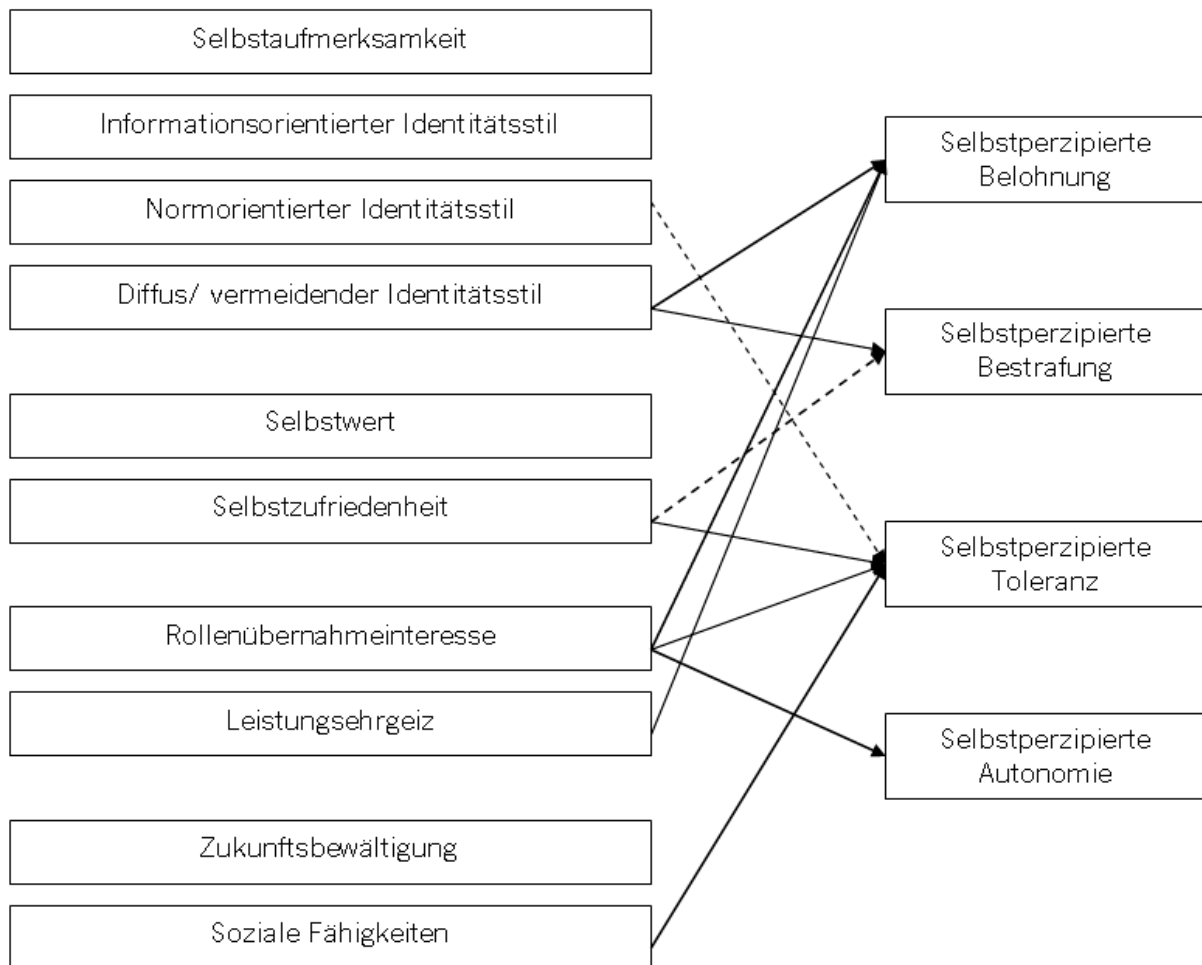 Selbstaufmerksamkeit
Informationsorientierter Identitätsstil
Normorientierter Identitätsstil
Diffus/ vermeidender Identitätsstil
Selbstwert
Selbstzufriedenheit
Rollenübernahmeinteresse
Leistungsehrgeiz
Zukunftsbewältigung
Soziale Fähigkeiten
Selbstperzipierte
Belohnung
Selbstperzipierte
Bestrafung
Selbstperzipierte
Toleranz
Selbstperzipierte
Autonomie